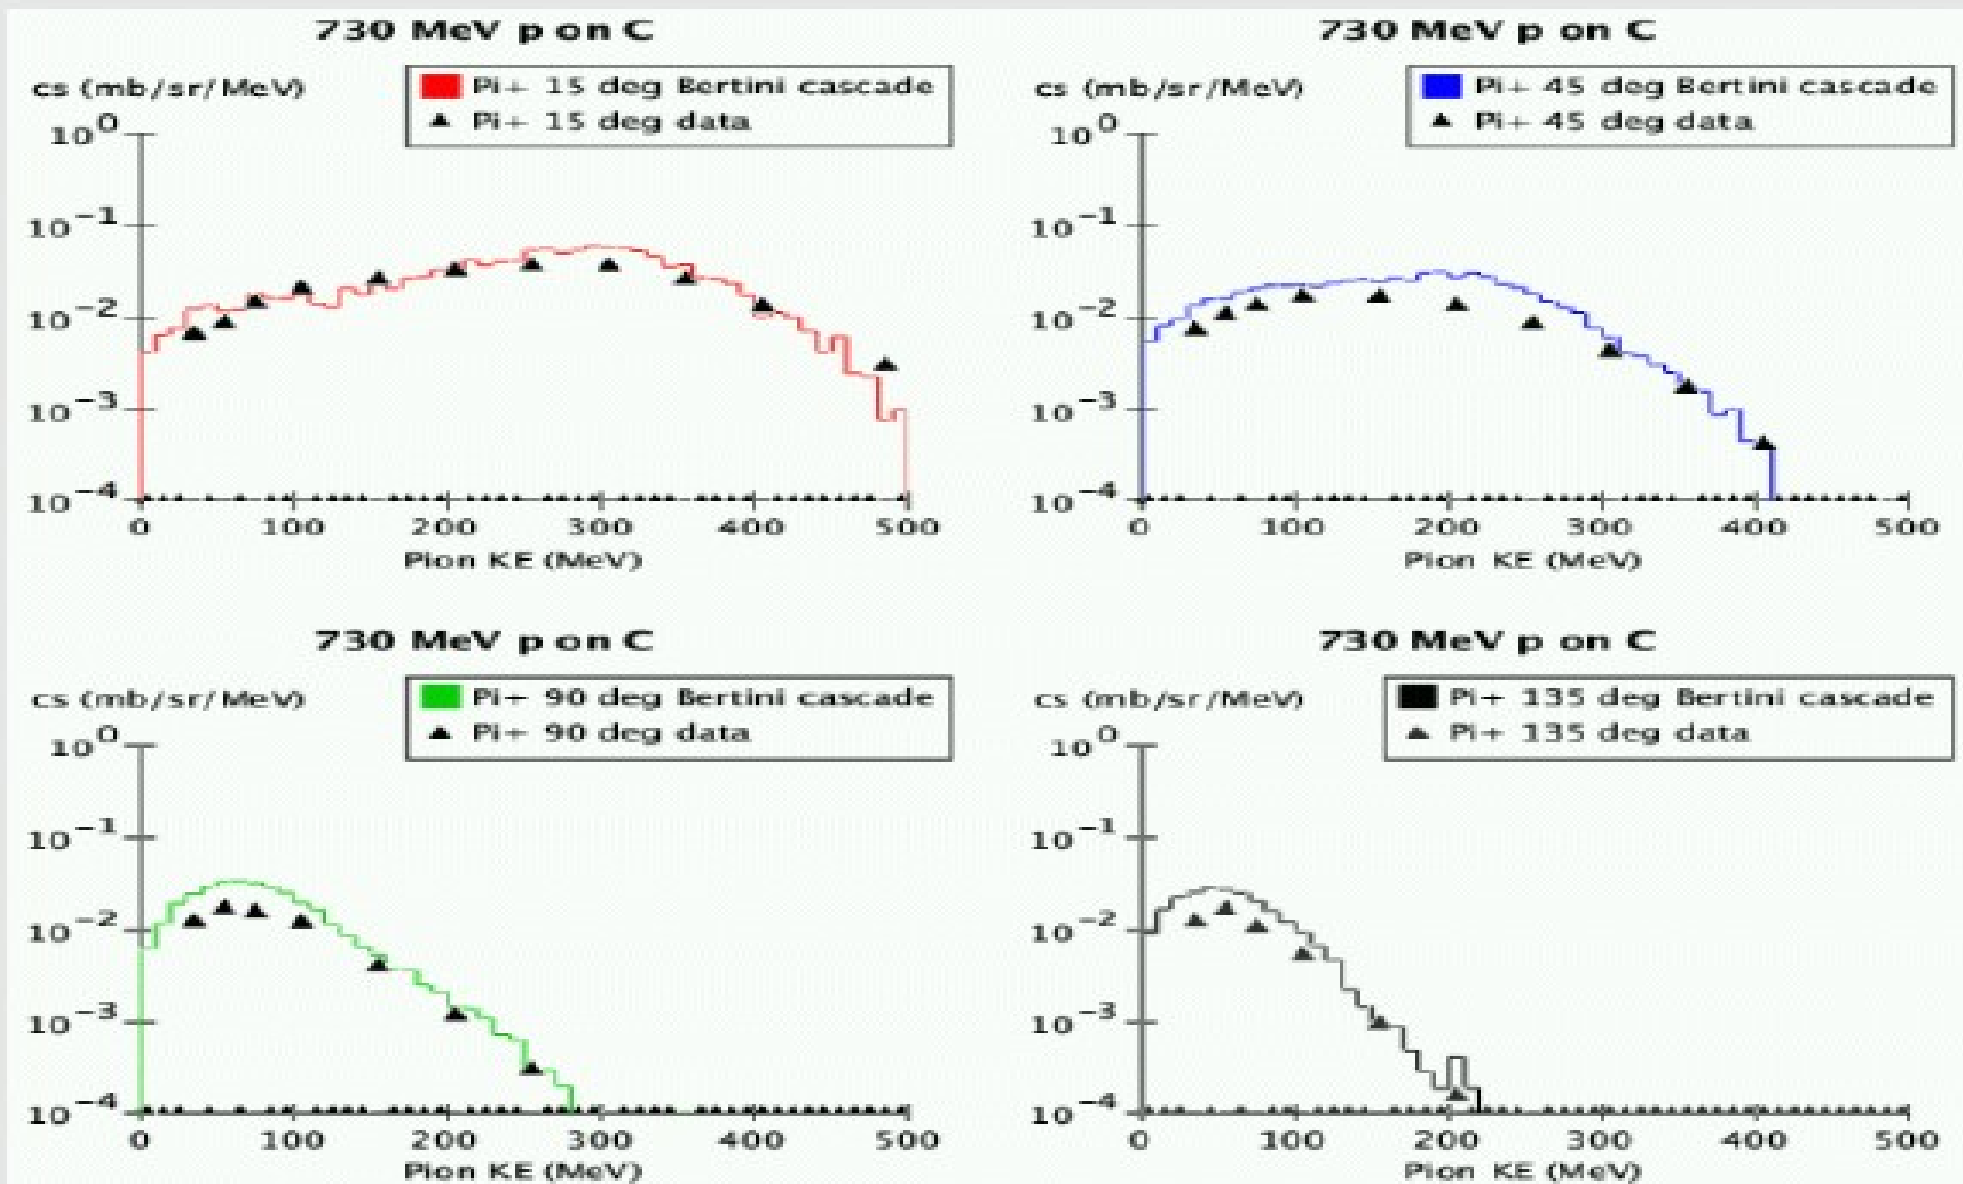 730 MeV p on C
cs (mb/sr/MeV)
Pi+ 15 deg Bertini cascade
Pi+ 15 deg data
10^0
10^-1
10^-2
10^-3
10^-4
0 100 200 300 400 500
Pion KE (MeV)
730 MeV p on C
cs (mb/sr/MeV)
Pi+ 45 deg Bertini cascade
Pi+ 45 deg data
10^0
10^-1
10^-2
10^-3
10^-4
0 100 200 300 400 500
Pion KE (MeV)
730 MeV p on C
cs (mb/sr/MeV)
Pi+ 90 deg Bertini cascade
Pi+ 90 deg data
10^0
10^-1
10^-2
10^-3
10^-4
0 100 200 300 400 500
Pion KE (MeV)
730 MeV p on C
cs (mb/sr/MeV)
Pi+ 135 deg Bertini cascade
Pi+ 135 deg data
10^0
10^-1
10^-2
10^-3
10^-4
0 100 200 300 400 500
Pion KE (MeV)